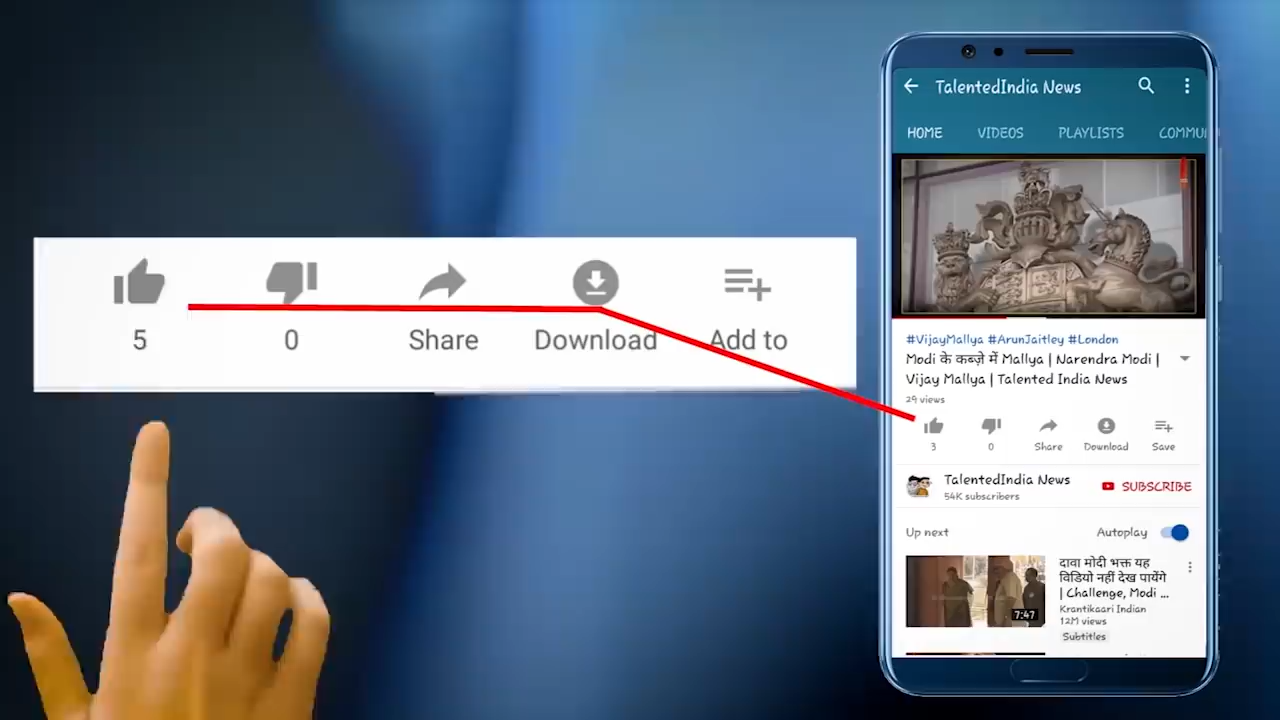 5
0
Share
Download
Add to
TalentedIndia News
HOME
VIDEOS
PLAYLISTS
COMMU
#VijayMallya #ArunJaitley #London
Modi के कब्ज़े में Mallya | Narendra Modi |
Vijay Mallya | Talented India News
29 views
3
0
Share
Download
Save
TalentedIndia News
54K subscribers
SUBSCRIBE
Up next
Autoplay
7:47
दावा मोदी भक्त यह
विडियो नहीं देख पायेंगे
| Challenge, Modi ...
Krantikaari Indian
12M views
Subtitles